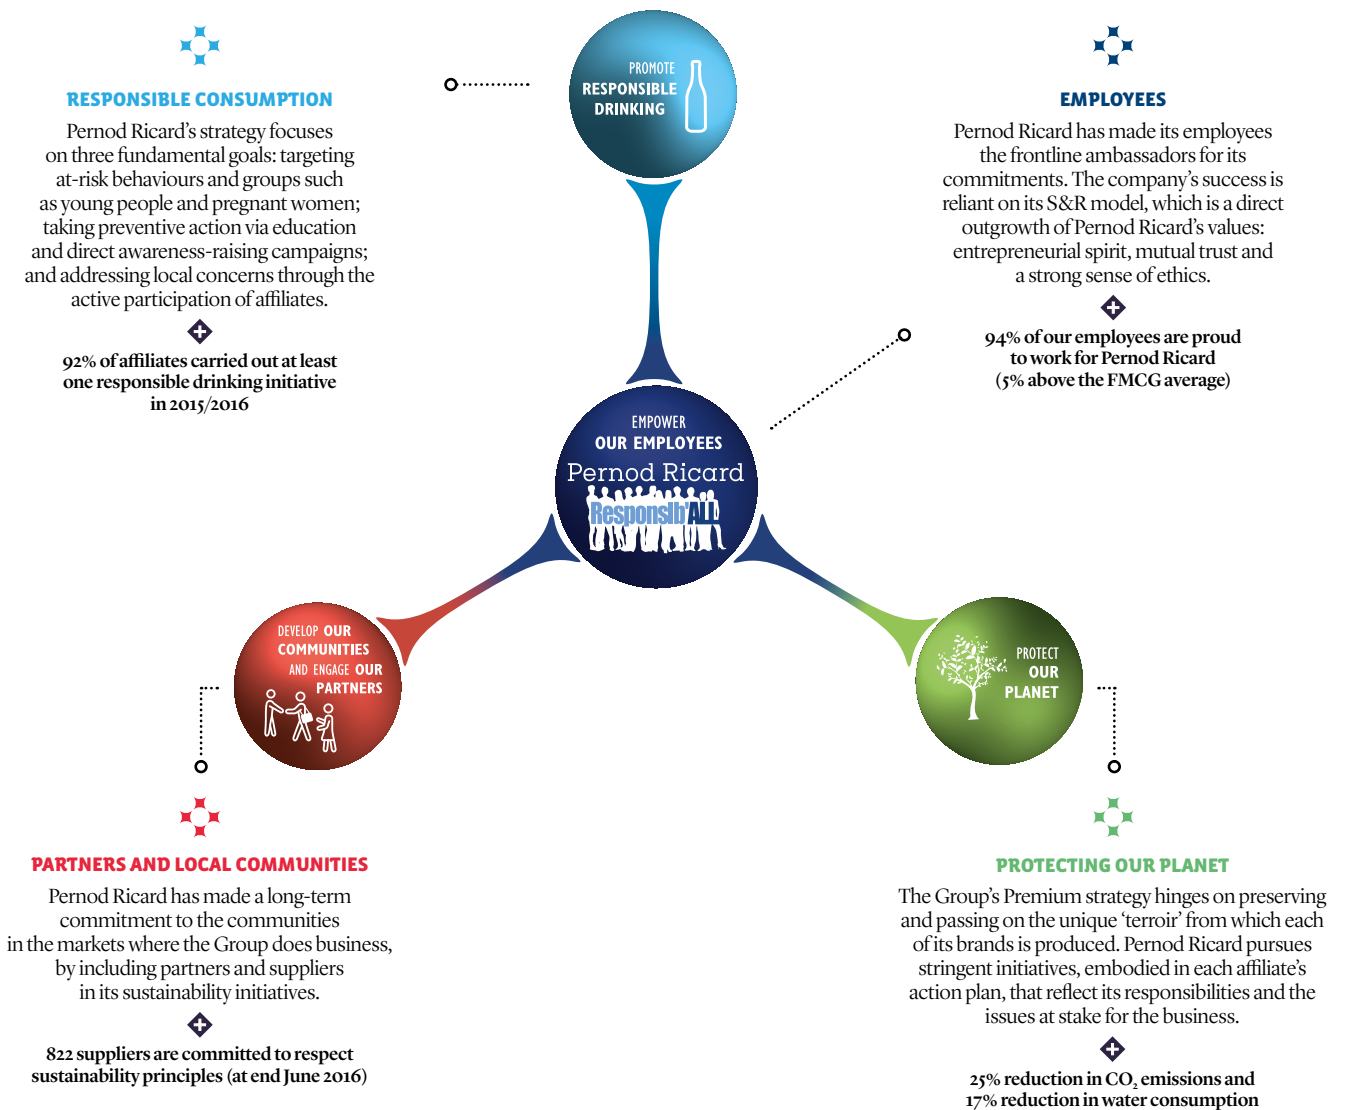 RESPONSIBLE CONSUMPTION
Pernod Ricard's strategy focuses
on three fundamental goals: targeting
at-risk behaviours and groups such
as young people and pregnant women;
taking preventive action via education
and direct awareness-raising campaigns;
and addressing local concerns through the
active participation of affiliates.
92% of affiliates carried out at least
one responsible drinking initiative
in 2015/2016
PROMOTE
RESPONSIBLE
DRINKING
EMPLOYEES
Pernod Ricard has made its employees
the frontline ambassadors for its
commitments. The company's success is
reliant on its S&R model, which is a direct
outgrowth of Pernod Ricard's values:
entrepreneurial spirit, mutual trust and
a strong sense of ethics.
94% of our employees are proud
to work for Pernod Ricard
(5% above the FMCG average)
EMPOWER
OUR EMPLOYEES
Pernod Ricard
Responsib'ALL
DEVELOP OUR
COMMUNITIES
AND ENGAGE OUR
PARTNERS
PROTECT
OUR
PLANET
PARTNERS AND LOCAL COMMUNITIES
Pernod Ricard has made a long-term
commitment to the communities
in the markets where the Group does business,
by including partners and suppliers
in its sustainability initiatives.
822 suppliers are committed to respect
sustainability principles (at end June 2016)
PROTECTING OUR PLANET
The Group's Premium strategy hinges on preserving
and passing on the unique 'terroir' from which each
of its brands is produced. Pernod Ricard pursues
stringent initiatives, embodied in each affiliate's
action plan, that reflect its responsibilities and the
issues at stake for the business.
25% reduction in CO₂ emissions and
17% reduction in water consumption